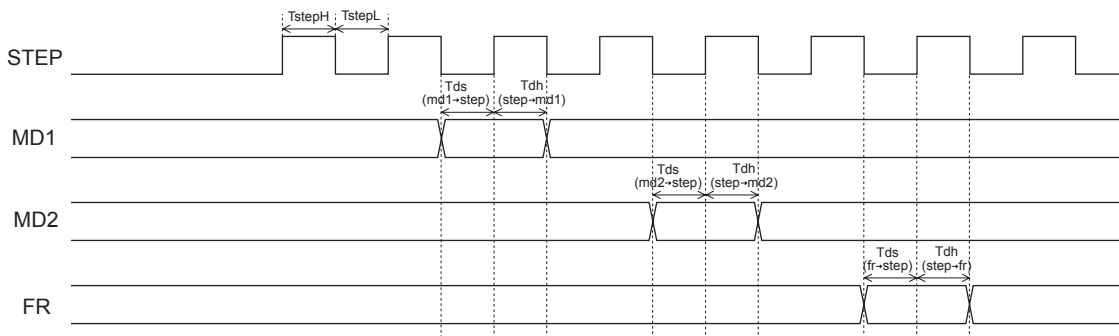 TstepH TstepL
STEP
Tds Tdh
(md1→step) (step→md1)
MD1
Tds Tdh
(md2→step) (step→md2)
MD2
Tds Tdh
(fr→step) (step→fr)
FR